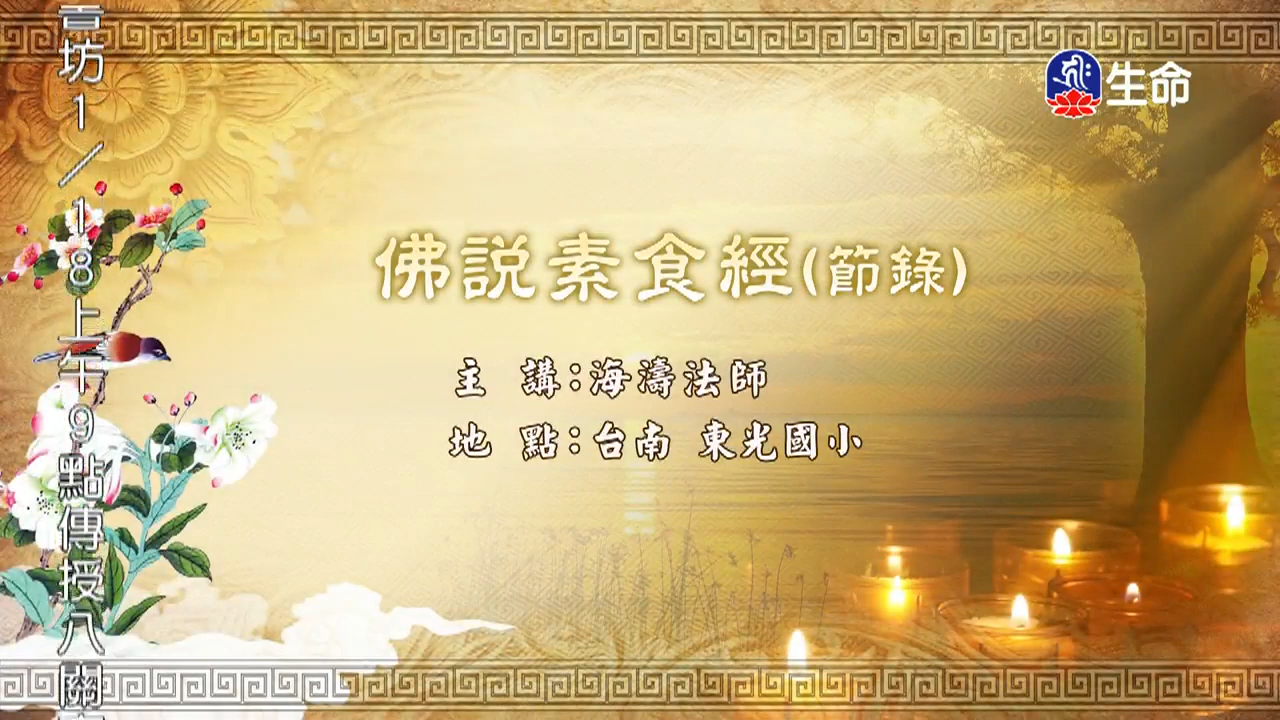 生命
佛説素食經(節錄)
主 講:海濤法師
地 點:台南 東光國小
坊1/18上午9點傳授八關